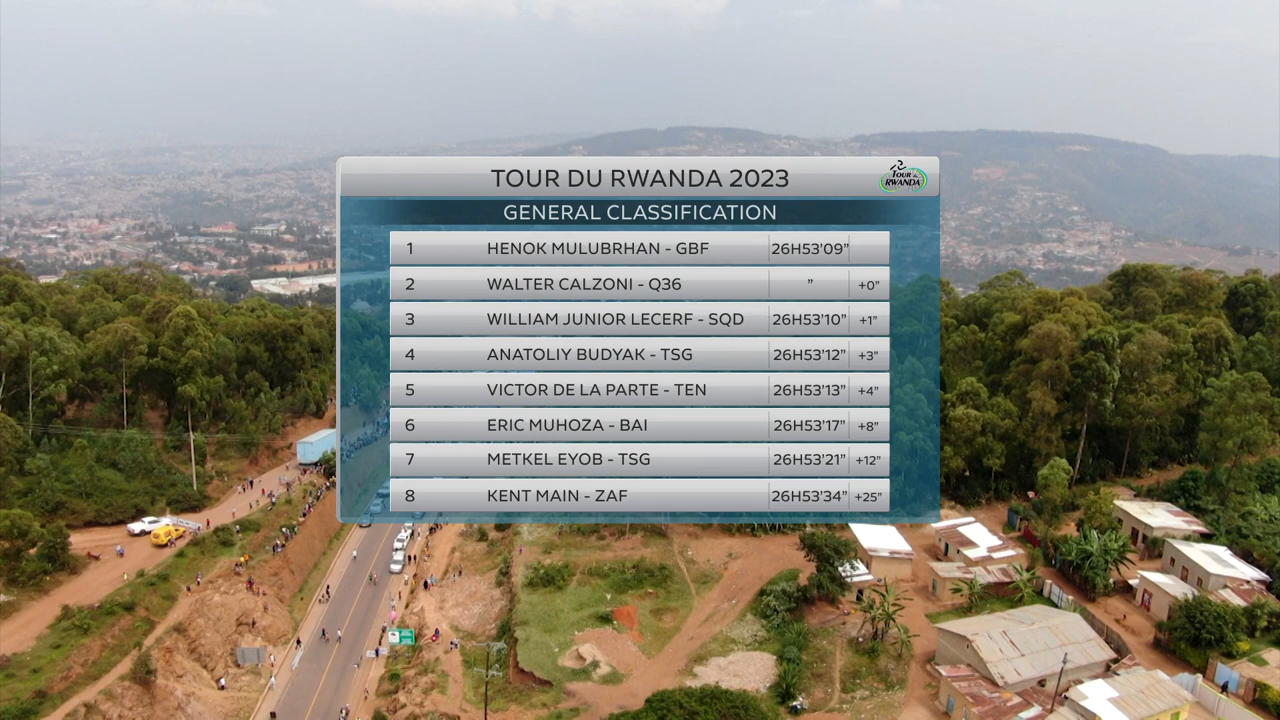 TOUR DU RWANDA 2023
TOUR DU RWANDA
GENERAL CLASSIFICATION
1 HENOK MULUBRHAN - GBF 26H53’09”
2 WALTER CALZONI - Q36 ” +0”
3 WILLIAM JUNIOR LECERF - SQD 26H53’10” +1”
4 ANATOLIY BUDYAK - TSG 26H53’12” +3”
5 VICTOR DE LA PARTE - TEN 26H53’13” +4”
6 ERIC MUHOZA - BAI 26H53’17” +8”
7 METKEL EYOB - TSG 26H53’21” +12”
8 KENT MAIN - ZAF 26H53’34” +25”